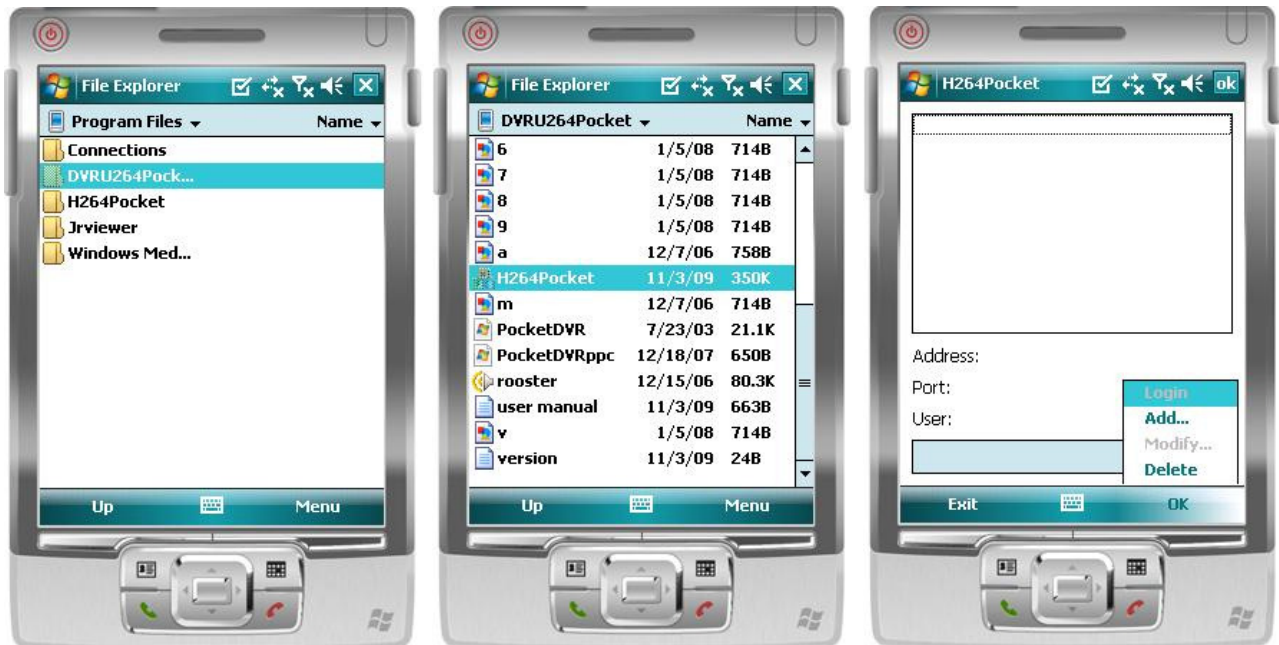 File Explorer
Program Files Name
Connections
DVRU264Pock...
H264Pocket
Jrviewer
Windows Med...
Up Menu
File Explorer
DVRU264Pocket Name
6 1/5/08 714B
7 1/5/08 714B
8 1/5/08 714B
9 1/5/08 714B
a 12/7/06 758B
H264Pocket 11/3/09 350K
m 12/7/06 714B
PocketDVR 7/23/03 21.1K
PocketDVRppc 12/18/07 650B
rooster 12/15/06 80.3K
user manual 11/3/09 663B
v 1/5/08 714B
version 11/3/09 24B
Up Menu
H264Pocket ok
Address:
Port:
User:
Login
Add...
Modify...
Delete
Exit OK